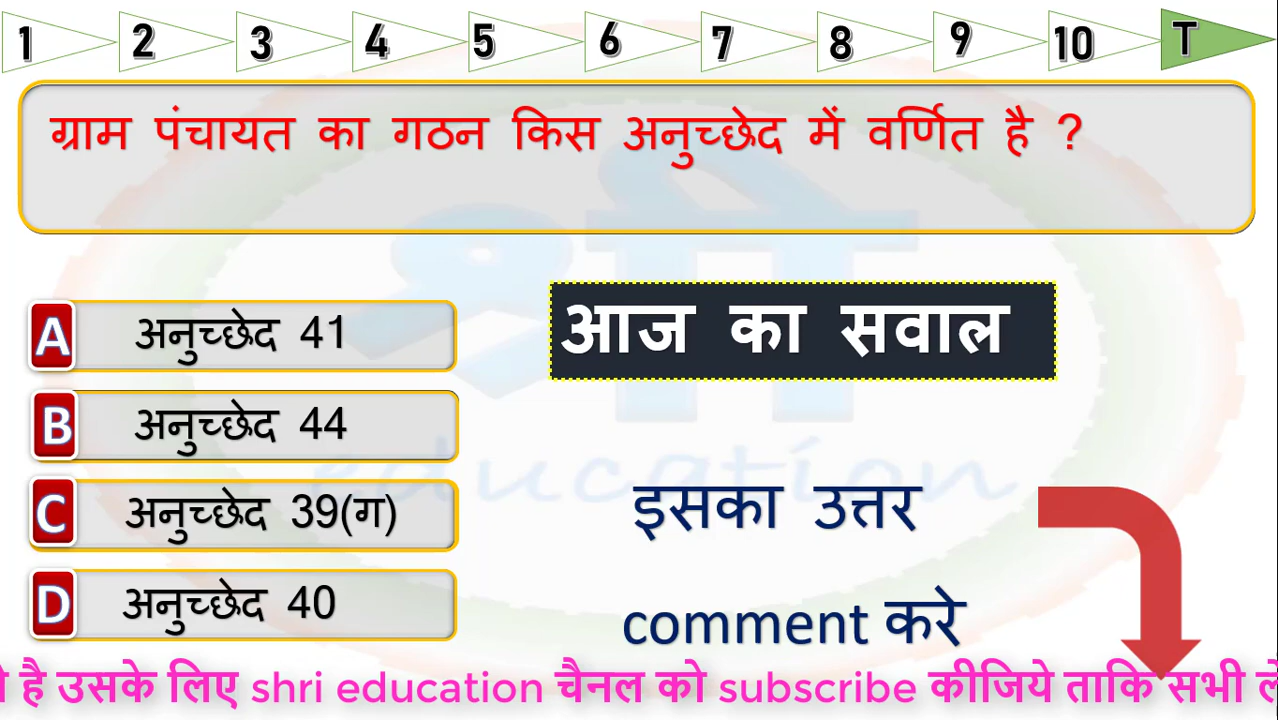 1 2 3 4 5 6 7 8 9 10 T
ग्राम पंचायत का गठन किस अनुच्छेद में वर्णित है ?
आज का सवाल
A अनुच्छेद 41
B अनुच्छेद 44
C अनुच्छेद 39(ग)
D अनुच्छेद 40
इसका उत्तर
comment करे
है उसके लिए shri education चैनल को subscribe कीजिये ताकि सभी
श्री
education